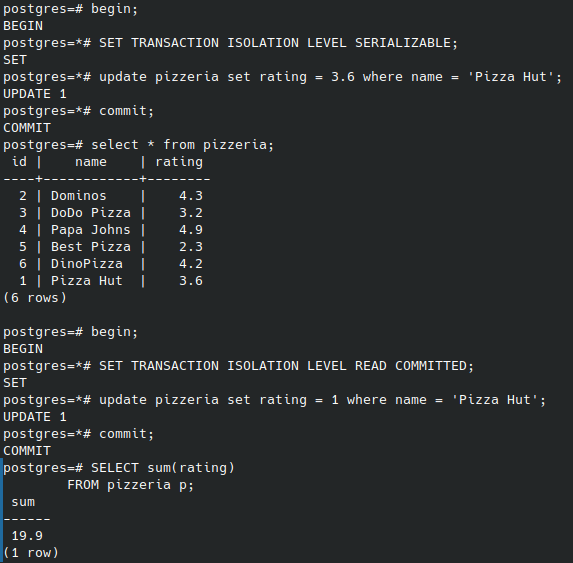 postgres=# begin;
BEGIN
postgres=*# SET TRANSACTION ISOLATION LEVEL SERIALIZABLE;
SET
postgres=*# update pizzeria set rating = 3.6 where name = 'Pizza Hut';
UPDATE 1
postgres=*# commit;
COMMIT
postgres=# select * from pizzeria;
 id |    name    | rating
----+------------+--------
  2 | Dominos    |    4.3
  3 | DoDo Pizza |    3.2
  4 | Papa Johns |    4.9
  5 | Best Pizza |    2.3
  6 | DinoPizza  |    4.2
  1 | Pizza Hut  |    3.6
(6 rows)

postgres=# begin;
BEGIN
postgres=*# SET TRANSACTION ISOLATION LEVEL READ COMMITTED;
SET
postgres=*# update pizzeria set rating = 1 where name = 'Pizza Hut';
UPDATE 1
postgres=*# commit;
COMMIT
postgres=# SELECT sum(rating)
        FROM pizzeria p;
 sum
------
 19.9
(1 row)